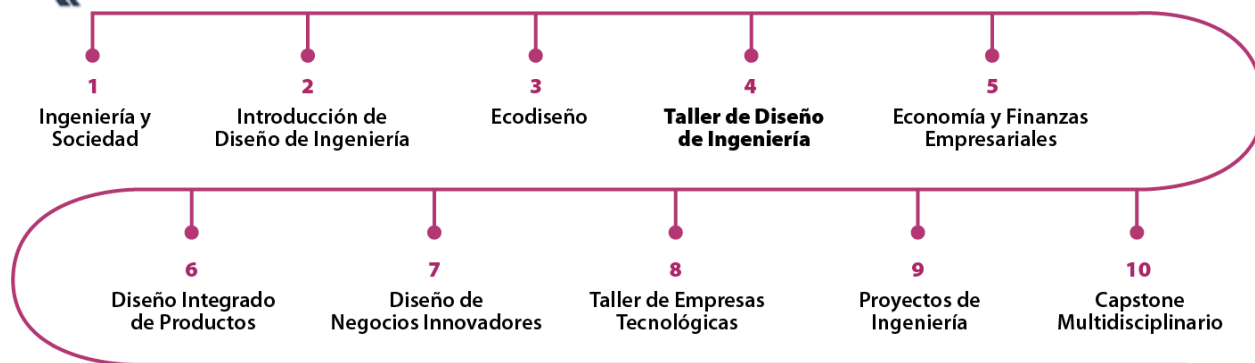 1
Ingeniería y
Sociedad
2
Introducción de
Diseño de Ingeniería
3
Ecodiseño
4
Taller de Diseño
de Ingeniería
5
Economía y Finanzas
Empresariales
6
Diseño Integrado
de Productos
7
Diseño de
Negocios Innovadores
8
Taller de Empresas
Tecnológicas
9
Proyectos de
Ingeniería
10
Capstone
Multidisciplinario